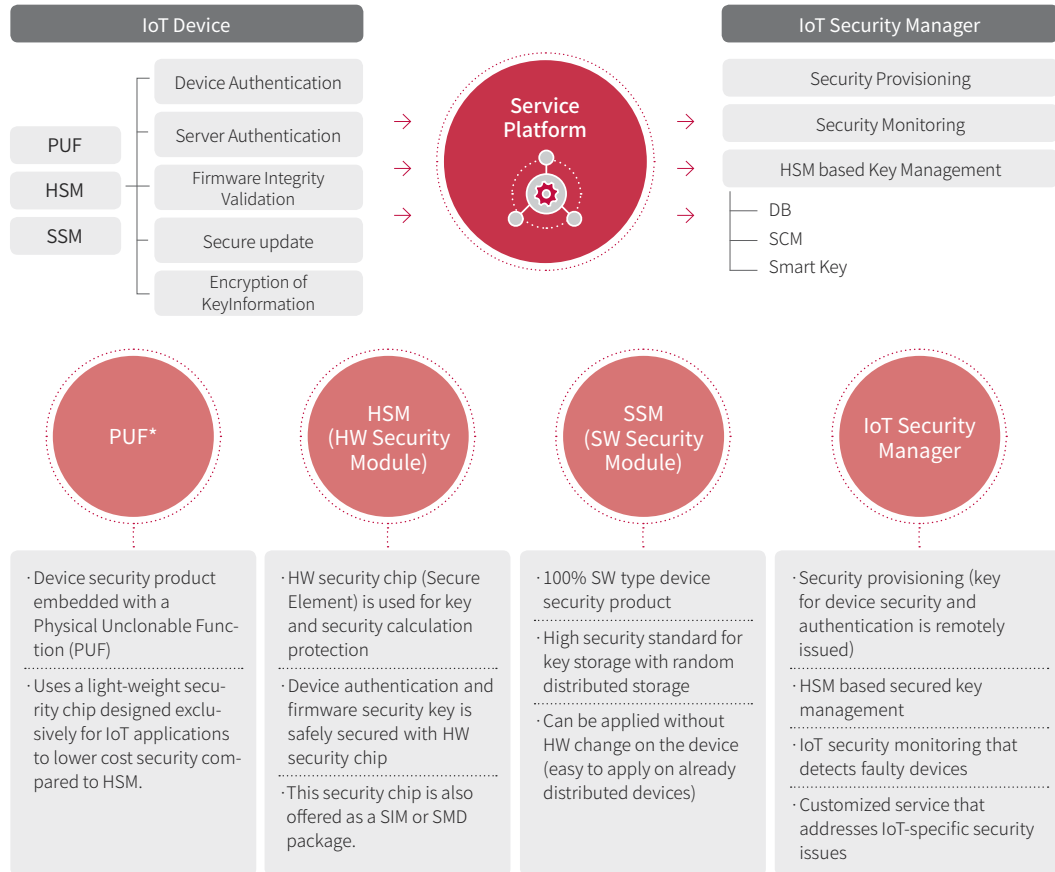 IoT Device
PUF
HSM
SSM
Device Authentication
Server Authentication
Firmware Integrity
Validation
Secure update
Encryption of
KeyInformation
Service
Platform
IoT Security Manager
Security Provisioning
Security Monitoring
HSM based Key Management
DB
SCM
Smart Key
PUF*
· Device security product
embedded with a
Physical Unclonable Func-
tion (PUF)
· Uses a light-weight secu-
rity chip designed exclu-
sively for IoT applications
to lower cost security com-
pared to HSM.
HSM
(HW Security
Module)
· HW security chip (Secure
Element) is used for key
and security calculation
protection
· Device authentication and
firmware security key is
safely secured with HW
security chip
· This security chip is also
offered as a SIM or SMD
package.
SSM
(SW Security
Module)
· 100% SW type device
security product
· High security standard for
key storage with random
distributed storage
· Can be applied without
HW change on the device
(easy to apply on already
distributed devices)
IoT Security
Manager
· Security provisioning (key
for device security and
authentication is remotely
issued)
· HSM based secured key
management
· IoT security monitoring that
detects faulty devices
· Customized service that
addresses IoT-specific security
issues